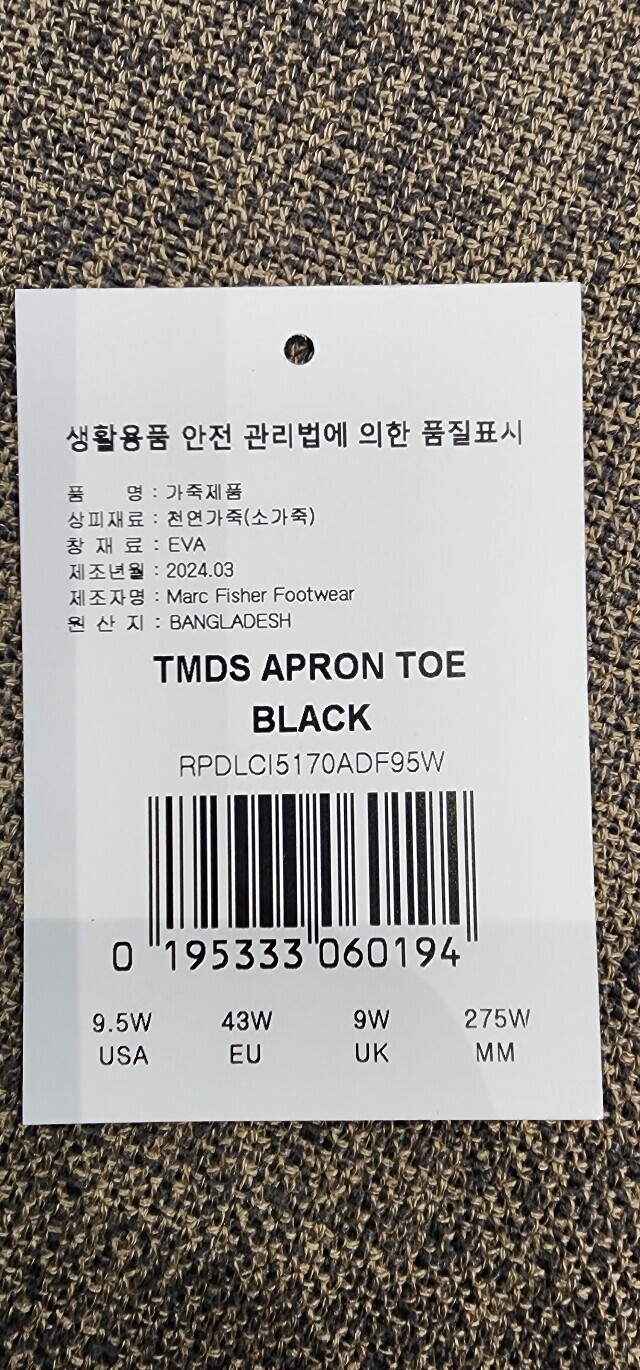 생활용품 안전 관리법에 의한 품질표시
품 명 : 가죽제품
상피재료 : 천연가죽(소가죽)
창 재 료 : EVA
제조년월 : 2024.03
제조자명 : Marc Fisher Footwear
원 산 지 : BANGLADESH
TMDS APRON TOE
BLACK
RPDLCI5170ADF95W
0 195333 060194
9.5W 43W 9W 275W
USA EU UK MM